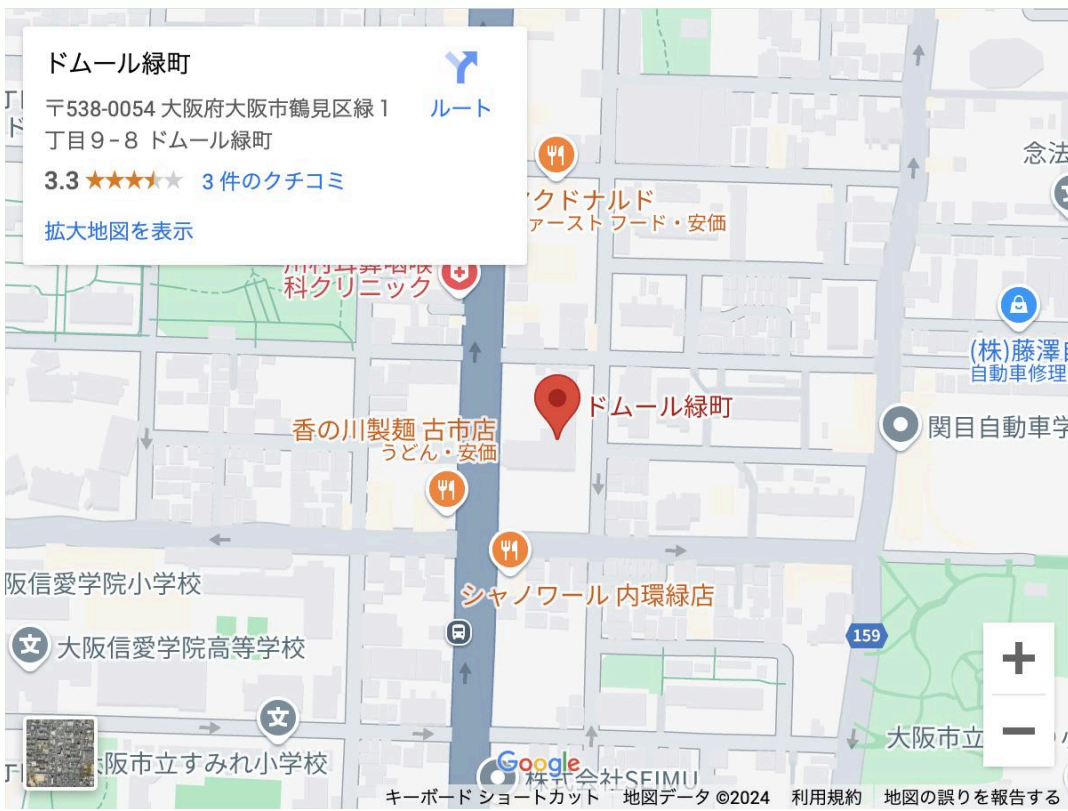 ドムール緑町
ルート
〒538-0054 大阪府大阪市鶴見区緑1
丁目9-8 ドムール緑町
3.3
3 件のクチコミ
拡大地図を表示
クドナルド
ァースト フード・安価
念法
科クリニック
(株)藤澤
自動車修理
ドムール緑町
香の川製麺 古市店
うどん・安価
関目自動車学
シャノワール 内環緑店
阪信愛学院小学校
大阪信愛学院高等学校
159
+
大阪市立
−
阪市立すみれ小学校
Google
株式会社SEIMU
キーボード ショートカット
地図データ ©2024
利用規約
地図の誤りを報告する